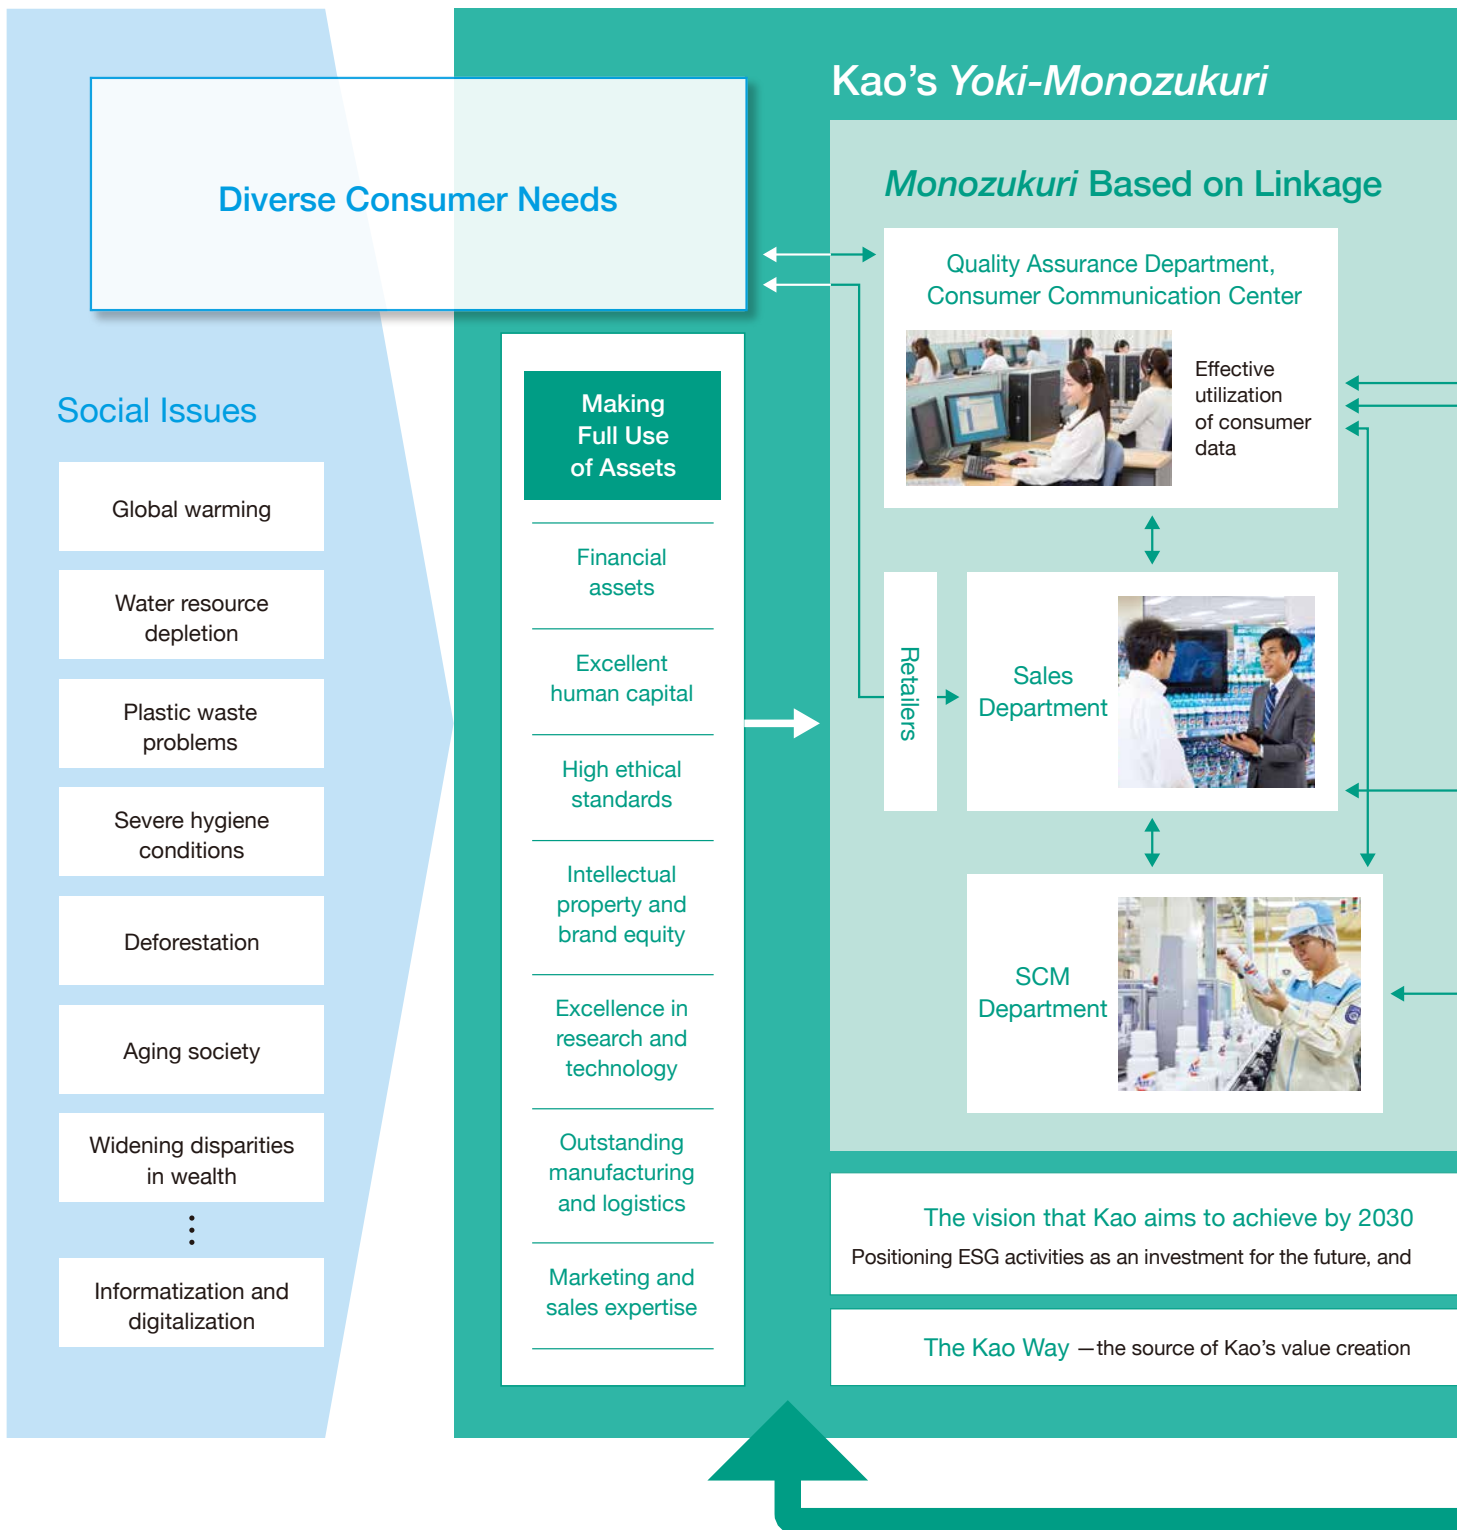 Kao's Yoki-Monozukuri
Diverse Consumer Needs
Monozukuri Based on Linkage
Quality Assurance Department,
Consumer Communication Center
Effective
utilization
of consumer
data
Social Issues
Global warming
Water resource
depletion
Plastic waste
problems
Severe hygiene
conditions
Deforestation
Aging society
Widening disparities
in wealth
⋮
Informatization and
digitalization
Making
Full Use
of Assets
Financial
assets
Excellent
human capital
High ethical
standards
Intellectual
property and
brand equity
Excellence in
research and
technology
Outstanding
manufacturing
and logistics
Marketing and
sales expertise
Retailers
Sales
Department
SCM
Department
The vision that Kao aims to achieve by 2030
Positioning ESG activities as an investment for the future, and
The Kao Way —the source of Kao's value creation